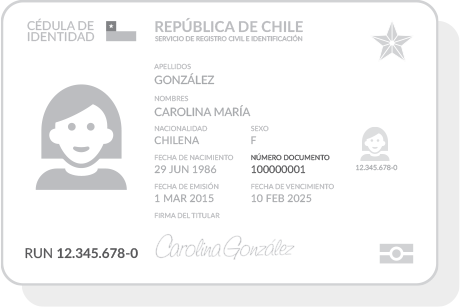 CÉDULA DE
IDENTIDAD
REPÚBLICA DE CHILE
SERVICIO DE REGISTRO CIVIL E IDENTIFICACIÓN
APELLIDOS
GONZÁLEZ
NOMBRES
CAROLINA MARÍA
NACIONALIDAD SEXO
CHILENA F
FECHA DE NACIMIENTO NÚMERO DOCUMENTO
29 JUN 1986 100000001
12.345.678-0
FECHA DE EMISIÓN FECHA DE VENCIMIENTO
1 MAR 2015 10 FEB 2025
FIRMA DEL TITULAR
Carolina González
RUN 12.345.678-0